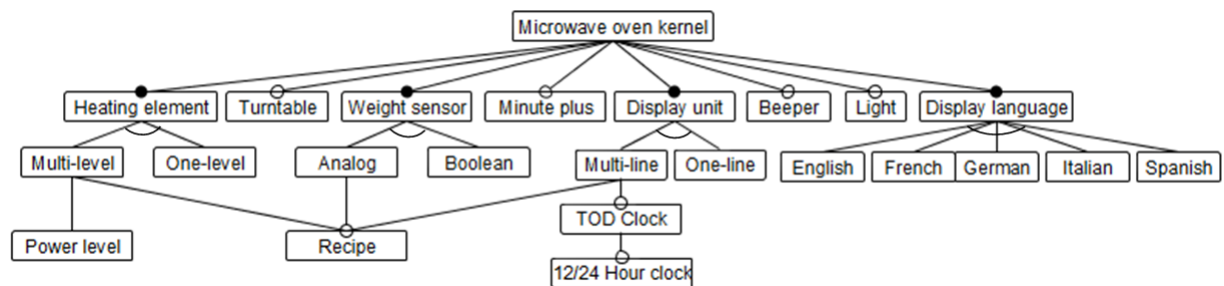 Microwave oven kernel
Heating element Turntable Weight sensor Minute plus Display unit Beeper Light Display language
Multi-level One-level Analog Boolean Multi-line One-line English French German Italian Spanish
TOD Clock
Power level Recipe
12/24 Hour clock